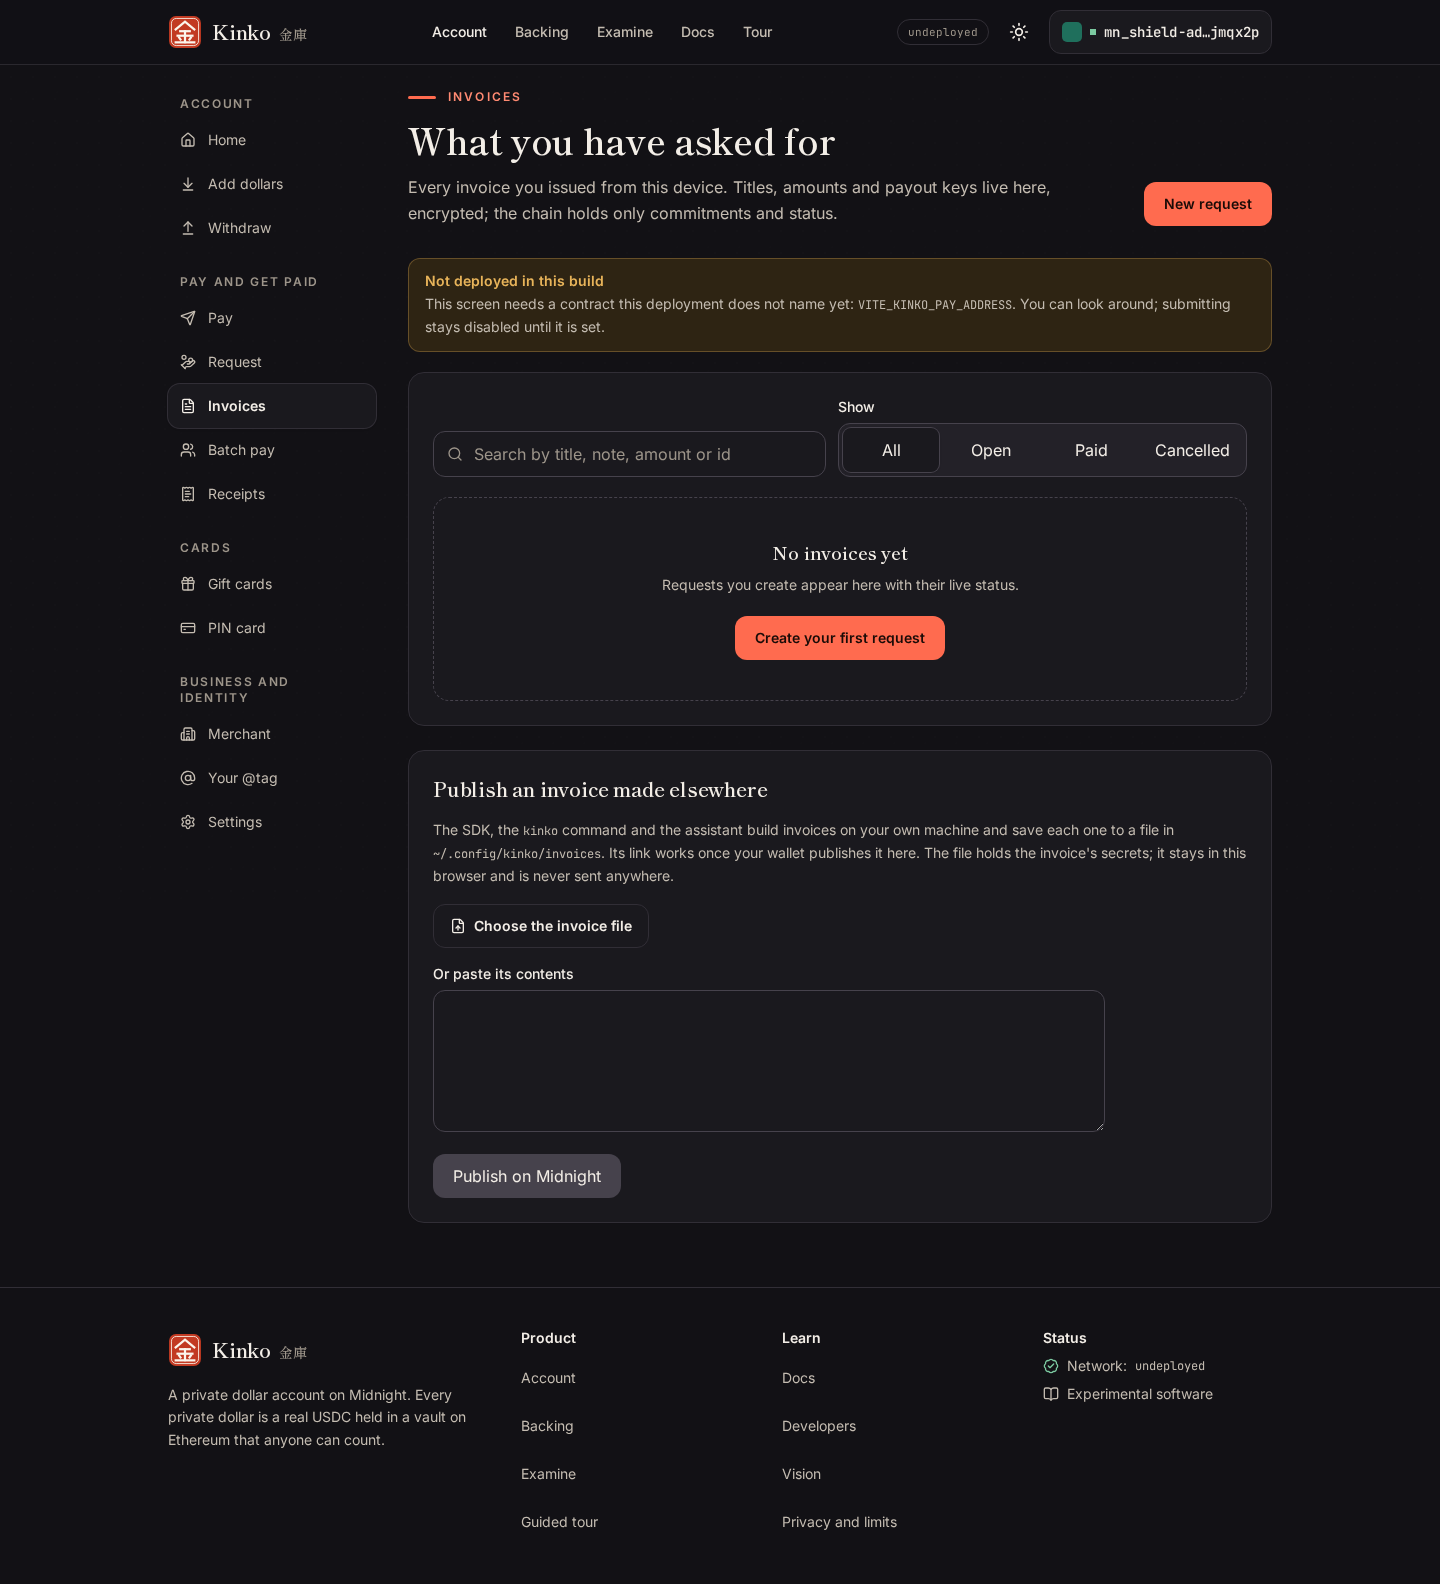 金 Kinko 金庫
Account Backing Examine Docs Tour
undeployed
mn_shield-ad…jmqx2p
ACCOUNT
Home
Add dollars
Withdraw
PAY AND GET PAID
Pay
Request
Invoices
Batch pay
Receipts
CARDS
Gift cards
PIN card
BUSINESS AND
IDENTITY
Merchant
Your @tag
Settings
INVOICES
What you have asked for
Every invoice you issued from this device. Titles, amounts and payout keys live here,
encrypted; the chain holds only commitments and status.
New request
Not deployed in this build
This screen needs a contract this deployment does not name yet: VITE_KINKO_PAY_ADDRESS. You can look around; submitting
stays disabled until it is set.
Show
Search by title, note, amount or id
All Open Paid Cancelled
No invoices yet
Requests you create appear here with their live status.
Create your first request
Publish an invoice made elsewhere
The SDK, the kinko command and the assistant build invoices on your own machine and save each one to a file in
~/.config/kinko/invoices. Its link works once your wallet publishes it here. The file holds the invoice's secrets; it stays in this
browser and is never sent anywhere.
Choose the invoice file
Or paste its contents
Publish on Midnight
金 Kinko 金庫
A private dollar account on Midnight. Every
private dollar is a real USDC held in a vault on
Ethereum that anyone can count.
Product
Account
Backing
Examine
Guided tour
Learn
Docs
Developers
Vision
Privacy and limits
Status
Network: undeployed
Experimental software